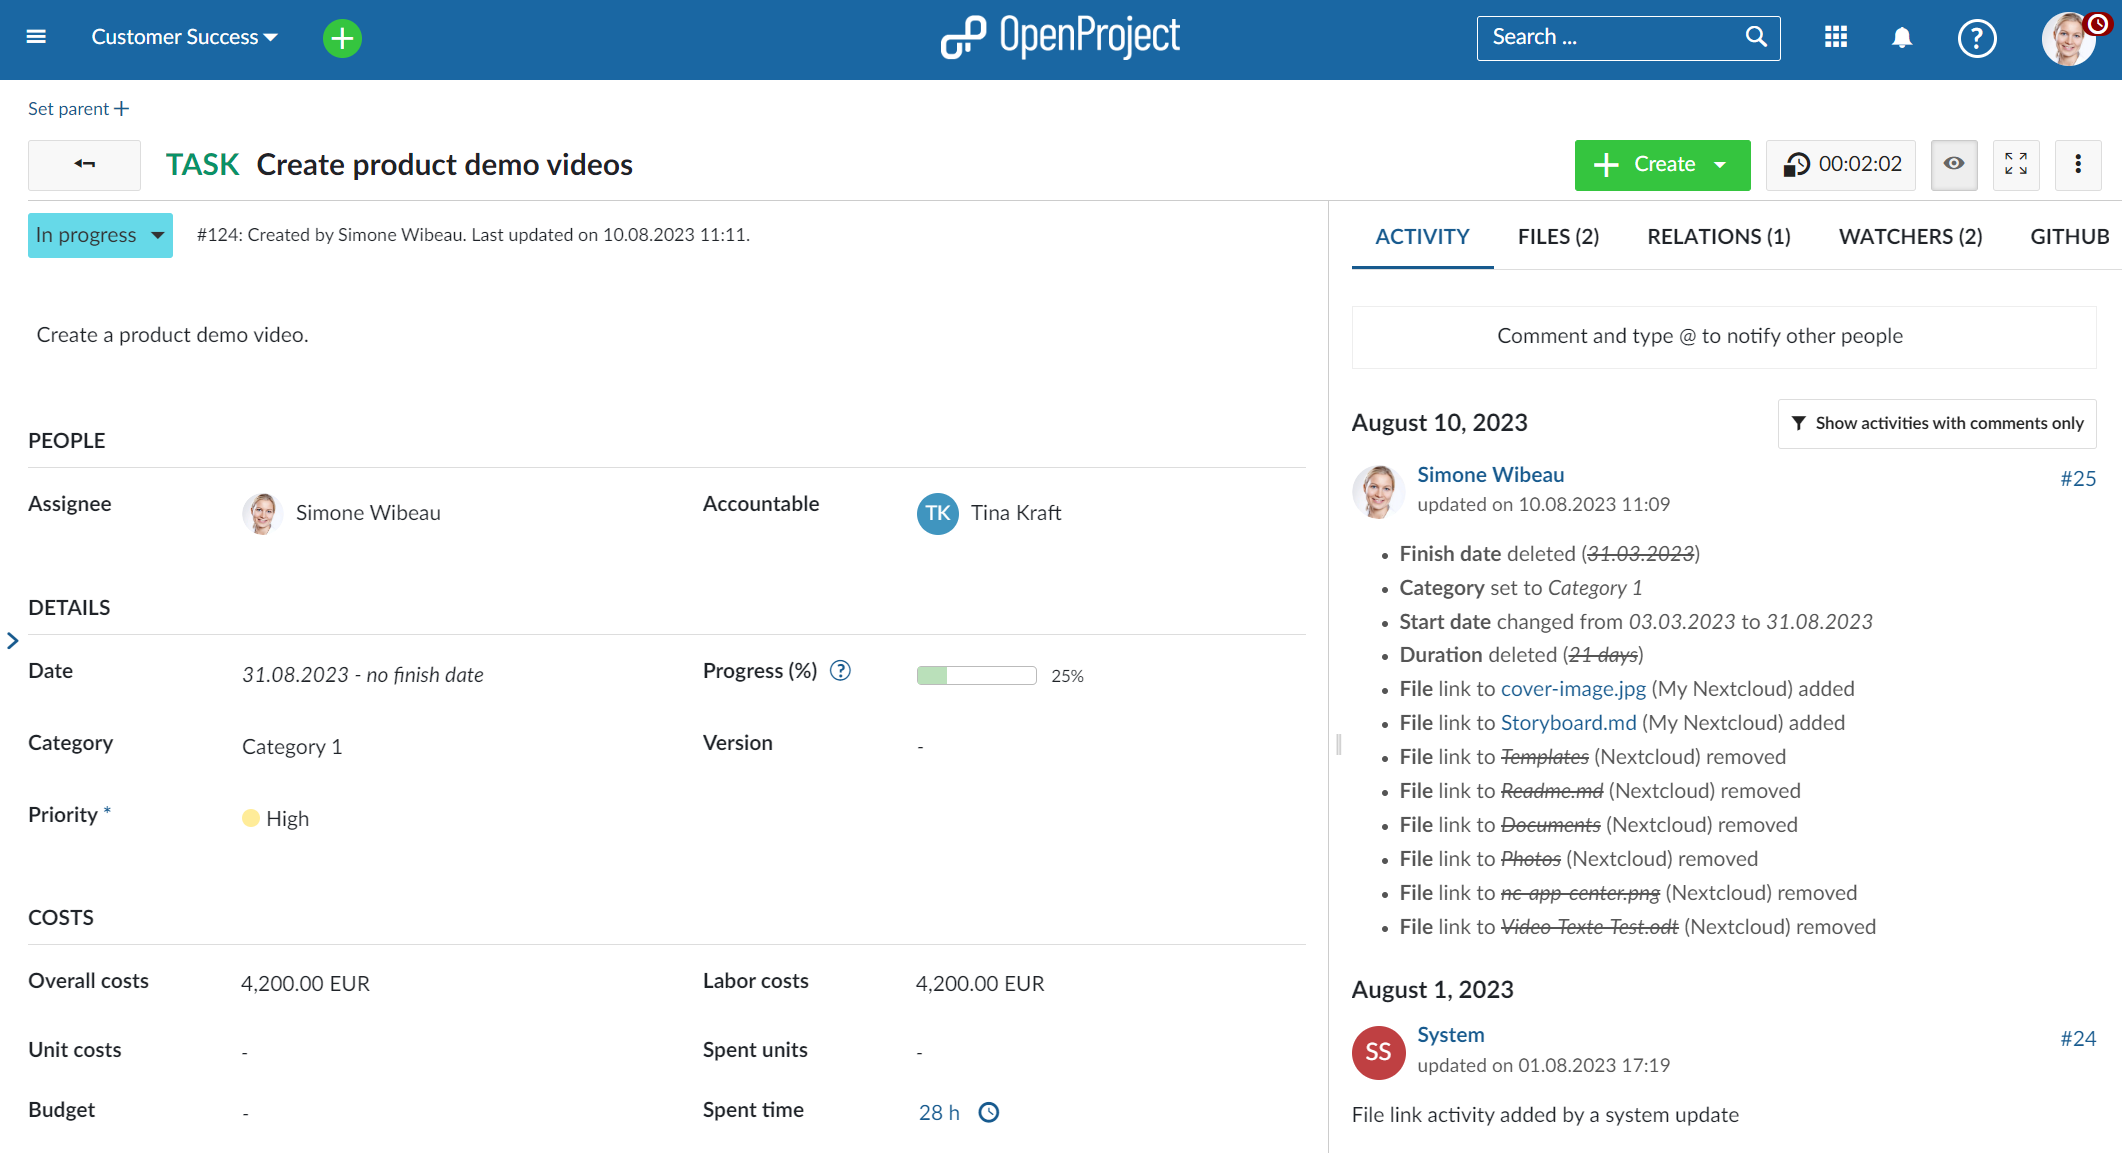 Customer Success
OpenProject
Search ...
?
Set parent +
TASK Create product demo videos
Create
00:02:02
In progress
#124: Created by Simone Wibeau. Last updated on 10.08.2023 11:11.
Create a product demo video.
PEOPLE
Assignee
Simone Wibeau
Accountable
TK
Tina Kraft
DETAILS
Date
31.08.2023 - no finish date
Progress (%)
?
25%
Category
Category 1
Version
-
Priority *
High
COSTS
Overall costs
4,200.00 EUR
Labor costs
4,200.00 EUR
Unit costs
-
Spent units
-
Budget
-
Spent time
28 h
ACTIVITY
FILES (2)
RELATIONS (1)
WATCHERS (2)
GITHUB
Comment and type @ to notify other people
August 10, 2023
Show activities with comments only
Simone Wibeau
#25
updated on 10.08.2023 11:09
• Finish date deleted (31.03.2023)
• Category set to Category 1
• Start date changed from 03.03.2023 to 31.08.2023
• Duration deleted (21 days)
• File link to cover-image.jpg (My Nextcloud) added
• File link to Storyboard.md (My Nextcloud) added
• File link to Templates (Nextcloud) removed
• File link to Readme.md (Nextcloud) removed
• File link to Documents (Nextcloud) removed
• File link to Photos (Nextcloud) removed
• File link to nc-app-center.png (Nextcloud) removed
• File link to Video Texte Test.odt (Nextcloud) removed
August 1, 2023
SS
System
#24
updated on 01.08.2023 17:19
File link activity added by a system update